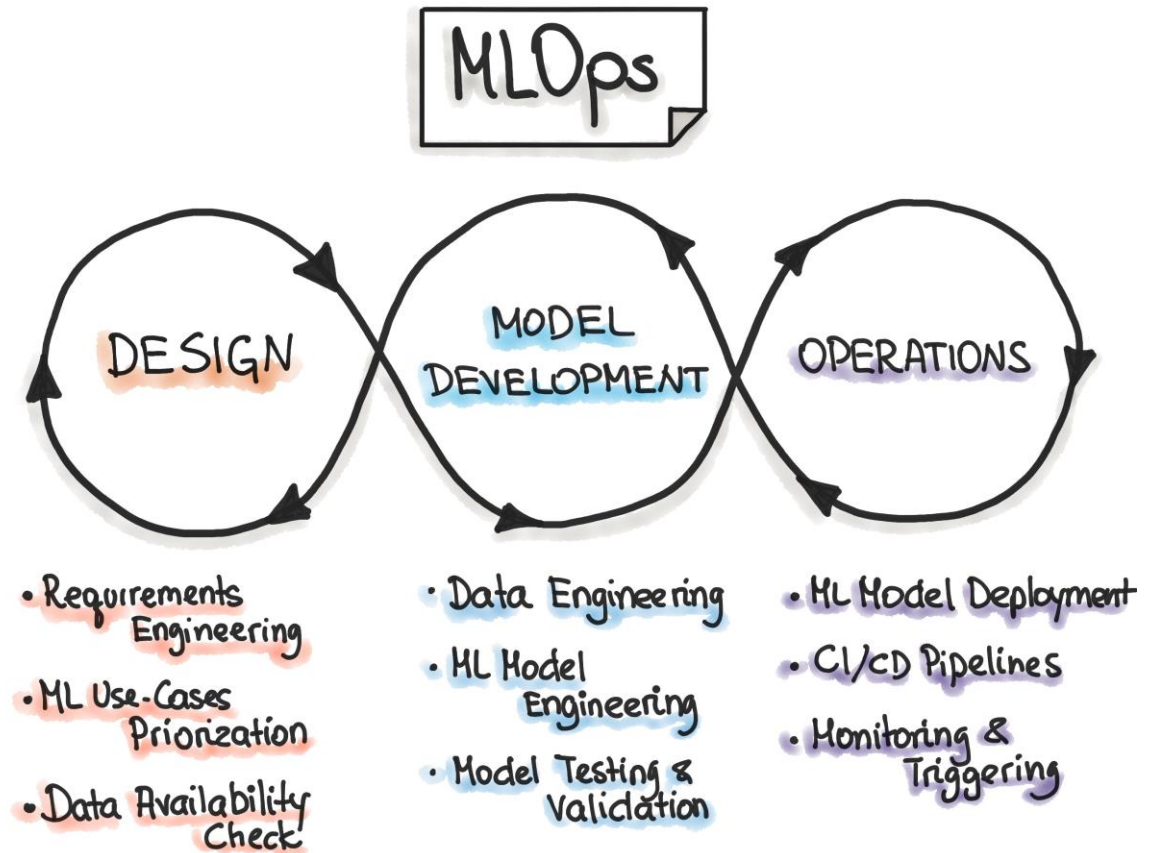 MLOps
DESIGN
MODEL
DEVELOPMENT
OPERATIONS
• Requirements
Engineering
• ML Use-Cases
Priorization
• Data Availability
Check
• Data Engineering
• ML Model
Engineering
• Model Testing &
Validation
• ML Model Deployment
• CI/CD Pipelines
• Monitoring &
Triggering